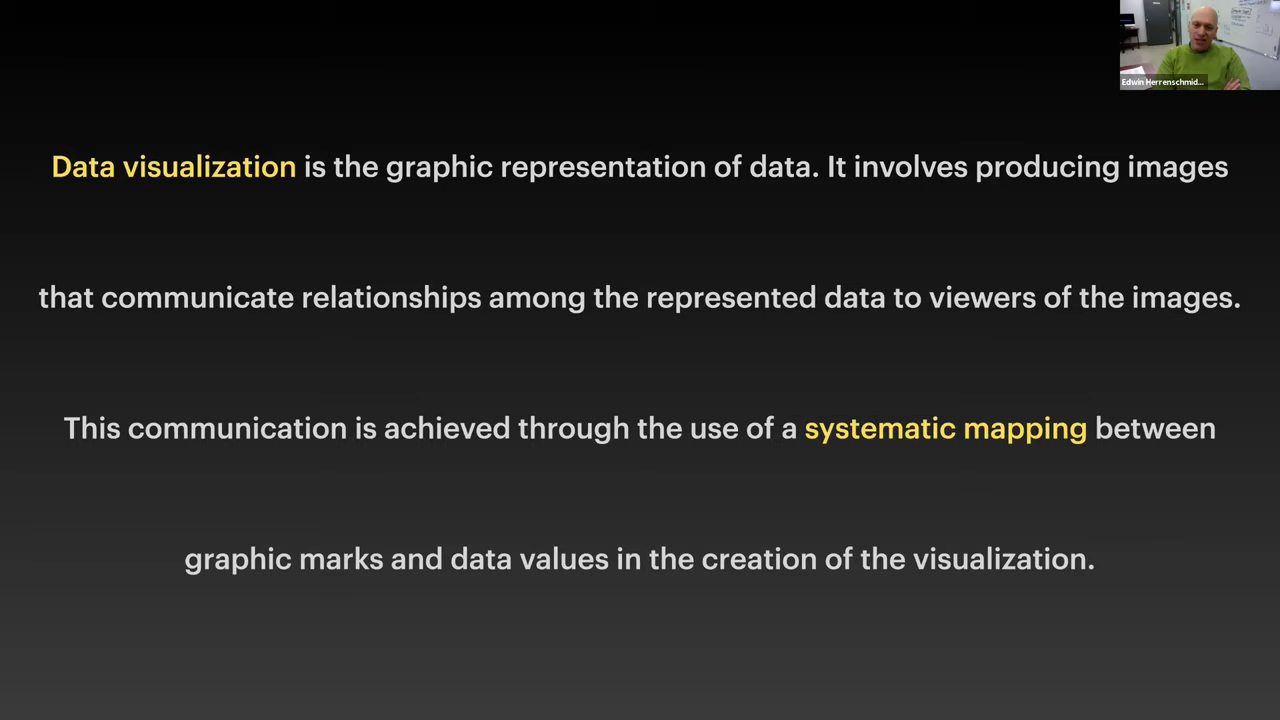 Edwin Herrenschmid...
Data visualization is the graphic representation of data. It involves producing images
that communicate relationships among the represented data to viewers of the images.
This communication is achieved through the use of a systematic mapping between
graphic marks and data values in the creation of the visualization.